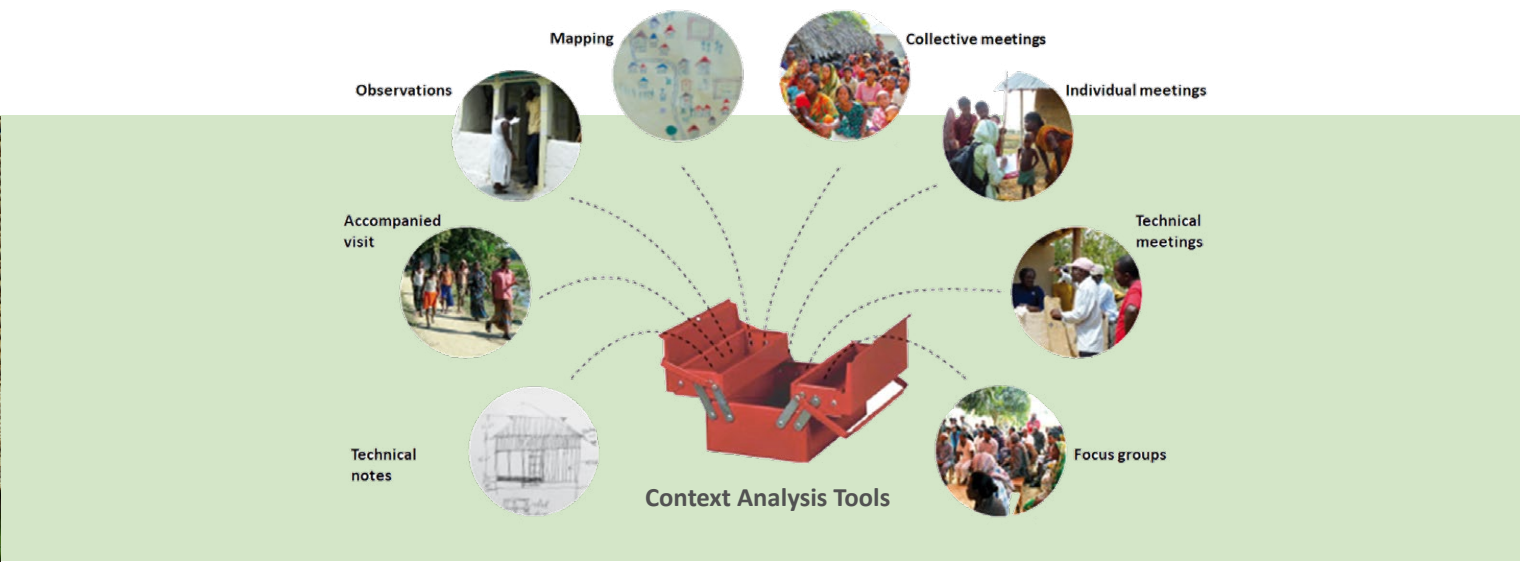 Mapping
Collective meetings
Observations
Individual meetings
Accompanied
visit
Technical
meetings
Technical
notes
Focus groups
Context Analysis Tools